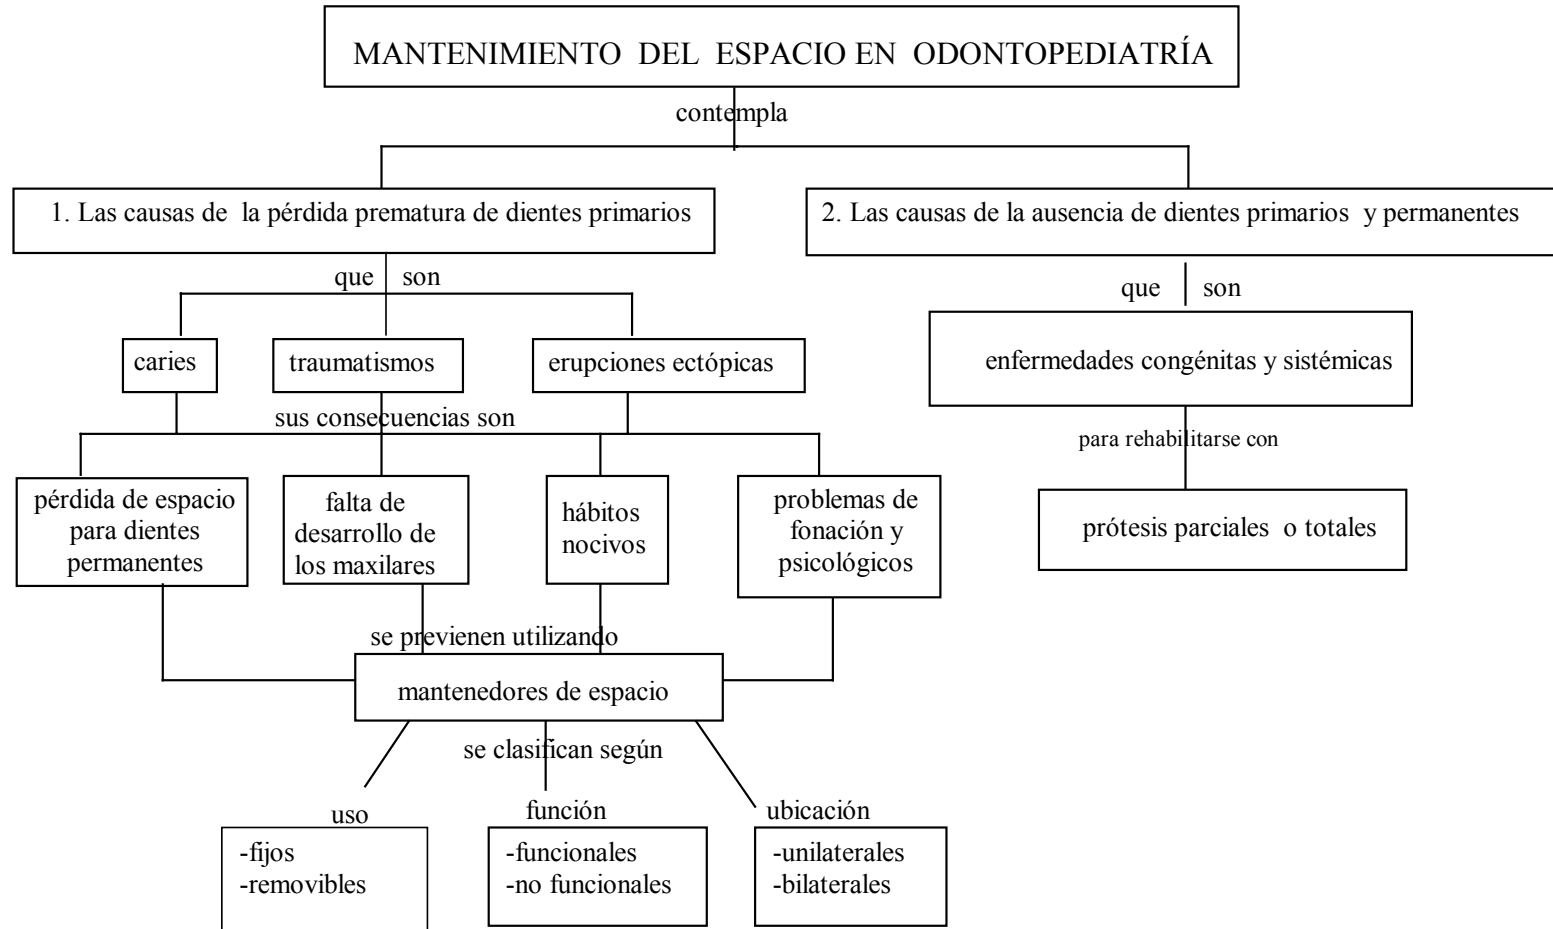 MANTENIMIENTO DEL ESPACIO EN ODONTOPEDIATRÍA
contempla
1. Las causas de la pérdida prematura de dientes primarios
2. Las causas de la ausencia de dientes primarios y permanentes
que son
que son
caries
traumatismos
erupciones ectópicas
enfermedades congénitas y sistémicas
sus consecuencias son
para rehabilitarse con
pérdida de espacio
para dientes
permanentes
falta de
desarrollo de
los maxilares
hábitos
nocivos
problemas de
fonación y
psicológicos
prótesis parciales o totales
se previenen utilizando
mantenedores de espacio
se clasifican según
uso
-fijos
-removibles
función
-funcionales
-no funcionales
ubicación
-unilaterales
-bilaterales